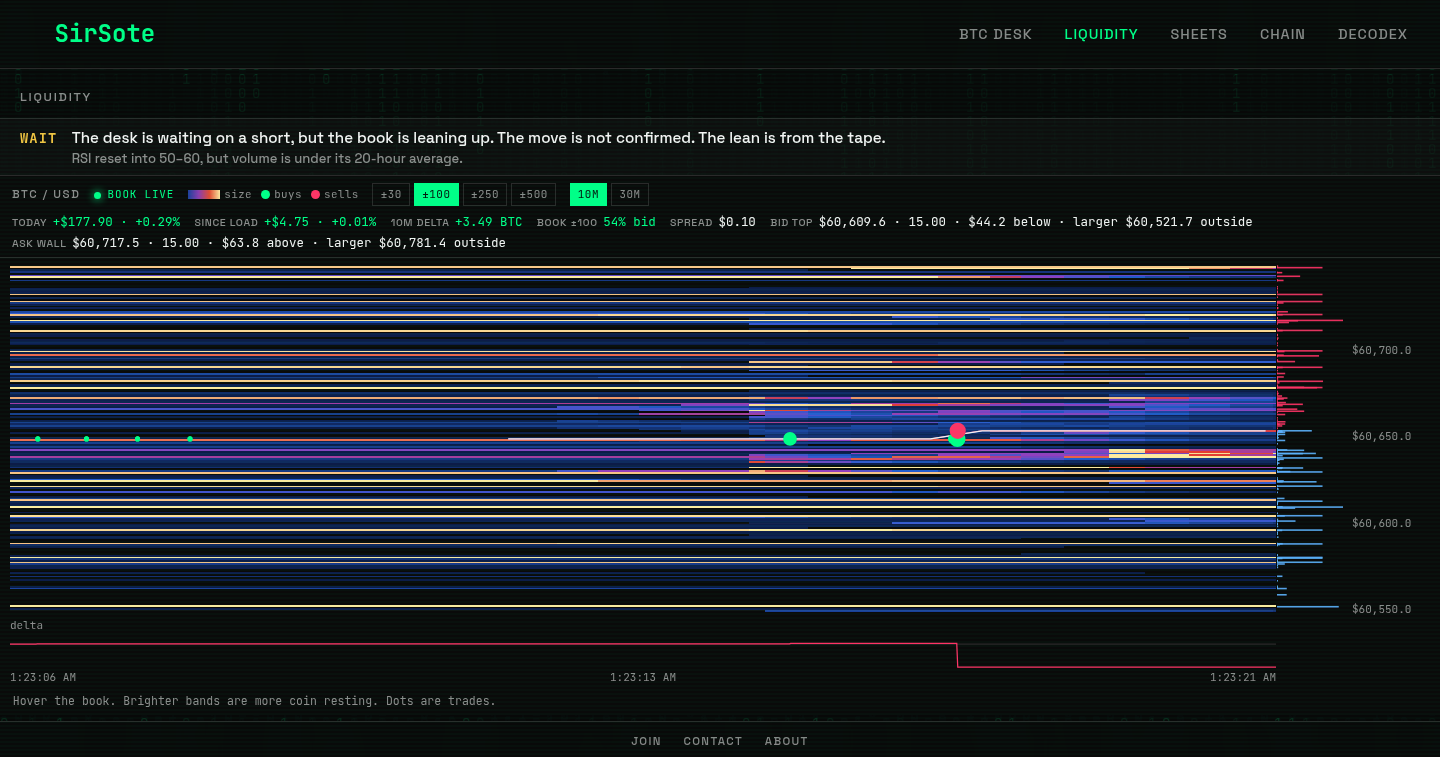 SirSote
BTC DESK LIQUIDITY SHEETS CHAIN DECODEX
LIQUIDITY
WAIT The desk is waiting on a short, but the book is leaning up. The move is not confirmed. The lean is from the tape.
RSI reset into 50–60, but volume is under its 20-hour average.
BTC / USD BOOK LIVE size buys sells ±30 ±100 ±250 ±500 10M 30M
TODAY +$177.90 · +0.29% SINCE LOAD +$4.75 · +0.01% 10M DELTA +3.49 BTC BOOK ±100 54% bid SPREAD $0.10 BID TOP $60,609.6 · 15.00 · $44.2 below · larger $60,521.7 outside
ASK WALL $60,717.5 · 15.00 · $63.8 above · larger $60,781.4 outside
$60,700.0
$60,650.0
$60,600.0
$60,550.0
delta
1:23:06 AM 1:23:13 AM 1:23:21 AM
Hover the book. Brighter bands are more coin resting. Dots are trades.
JOIN CONTACT ABOUT